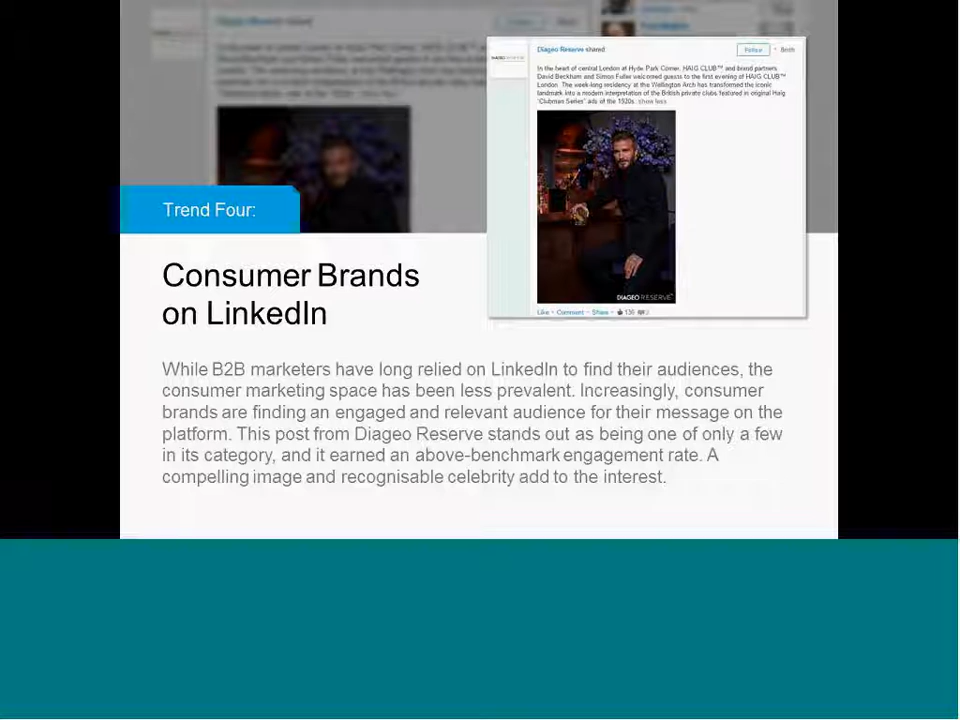 Diageo Reserve shared
Follow
In the heart of central London at Hyde Park Corner, HAIG CLUB™ and brand partners
David Beckham and Simon Fuller welcomed guests to the first evening of HAIG CLUB™
London. The week-long residency at the Wellington Arch has transformed the iconic
landmark into a modern interpretation of the British private clubs featured in original Haig
'Clubman Series' ads of the 1920s. show less
DIAGEO RESERVE™
Like · Comment · Share · 136
Trend Four:
Consumer Brands
on LinkedIn
While B2B marketers have long relied on LinkedIn to find their audiences, the
consumer marketing space has been less prevalent. Increasingly, consumer
brands are finding an engaged and relevant audience for their message on the
platform. This post from Diageo Reserve stands out as being one of only a few
in its category, and it earned an above-benchmark engagement rate. A
compelling image and recognisable celebrity add to the interest.